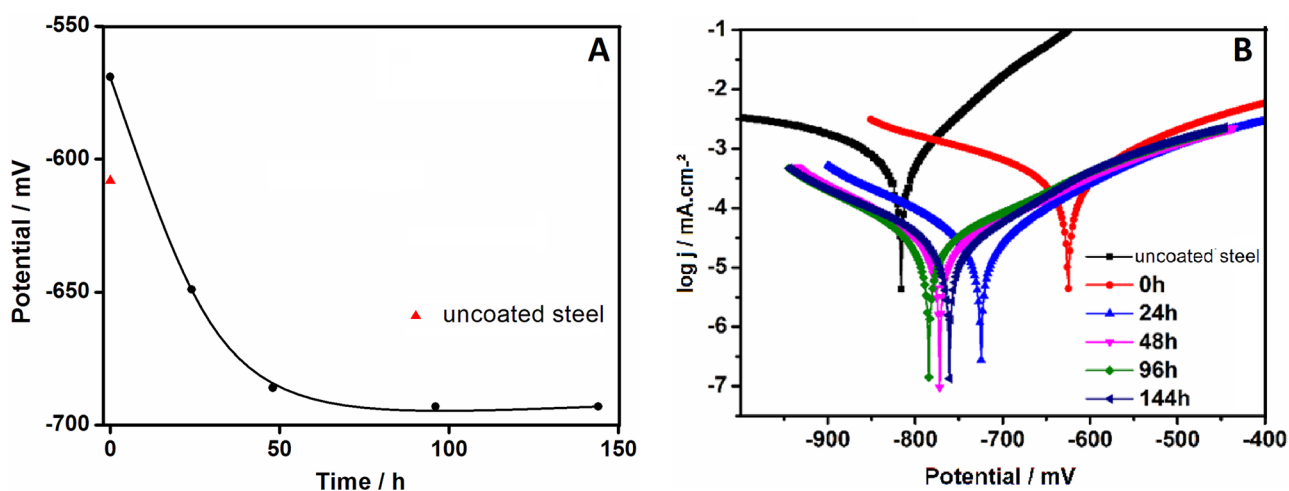 A
Potential / mV
-550
-600
-650
-700
uncoated steel
0
50
100
150
Time / h
B
log j / mA.cm-²
-1
-2
-3
-4
-5
-6
-7
uncoated steel
0h
24h
48h
96h
144h
-900
-800
-700
-600
-500
-400
Potential / mV